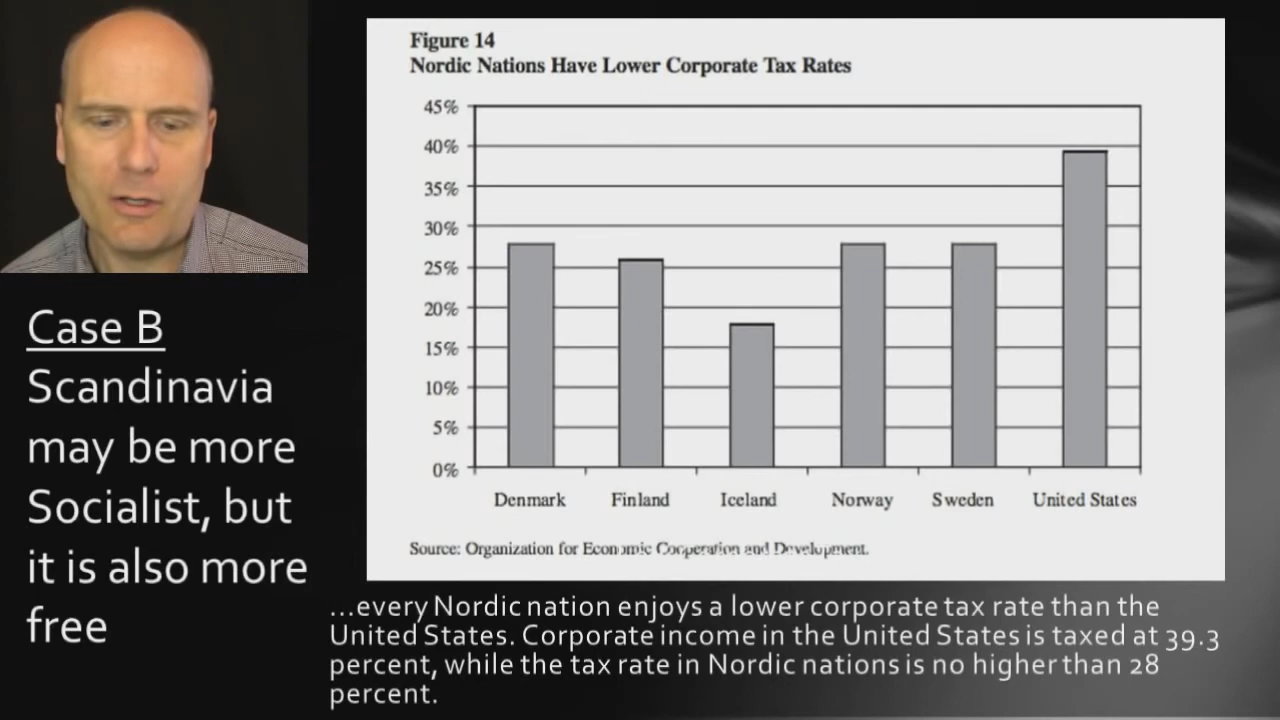 Figure 14
Nordic Nations Have Lower Corporate Tax Rates
45%
40%
35%
30%
25%
20%
15%
10%
5%
0%
Denmark Finland Iceland Norway Sweden United States
Source: Organization for Economic Cooperation and Development.
Case B
Scandinavia
may be more
Socialist, but
it is also more
free
...every Nordic nation enjoys a lower corporate tax rate than the
United States. Corporate income in the United States is taxed at 39.3
percent, while the tax rate in Nordic nations is no higher than 28
percent.